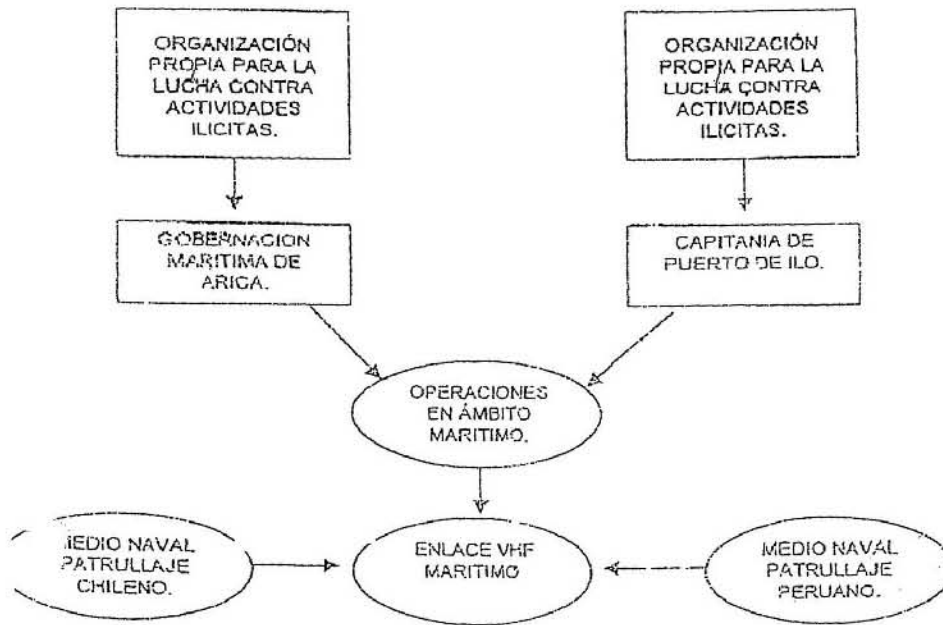 ORGANIZACIÓN
PROPIA PARA LA
LUCHA CONTRA
ACTIVIDADES
ILICITAS.
ORGANIZACIÓN
PROPIA PARA LA
LUCHA CONTRA
ACTIVIDADES
ILICITAS.
GOBERNACION
MARITIMA DE
ARICA.
CAPITANIA DE
PUERTO DE ILO.
OPERACIONES
EN ÁMBITO
MARITIMO.
MEDIO NAVAL
PATRULLAJE
CHILENO.
ENLACE VHF
MARITIMO
MEDIO NAVAL
PATRULLAJE
PERUANO.